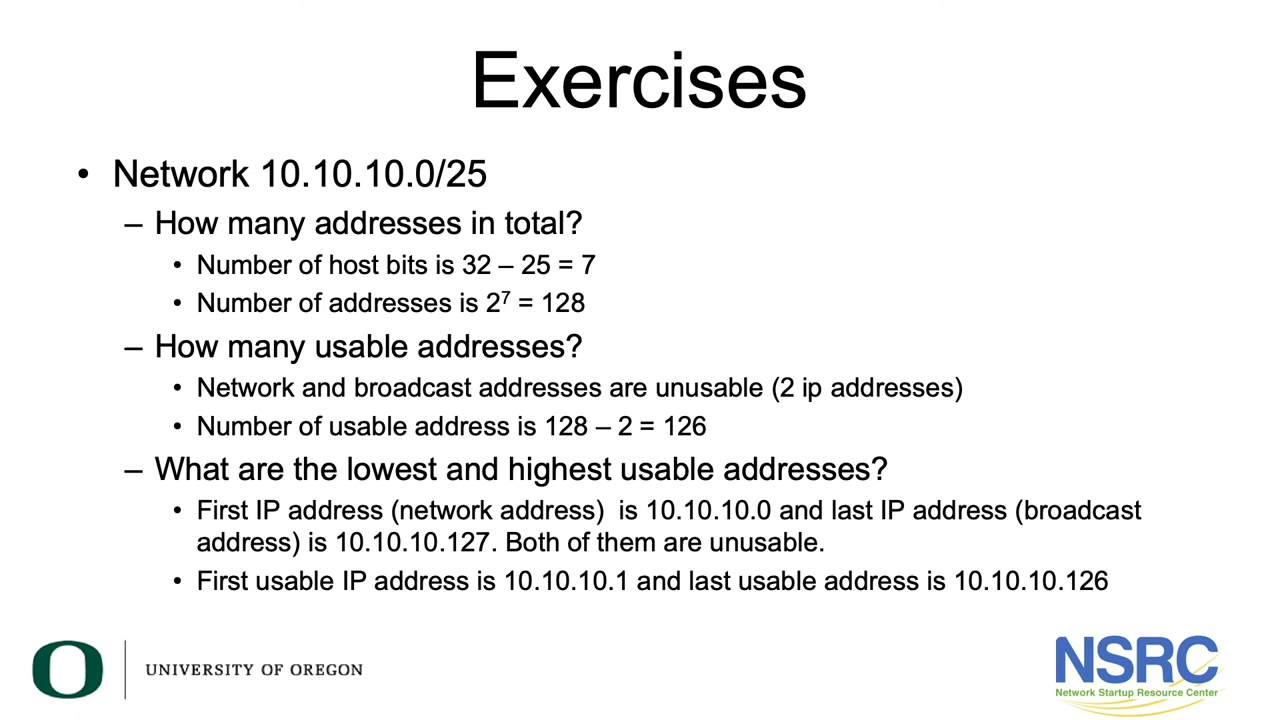 Exercises
• Network 10.10.10.0/25
– How many addresses in total?
• Number of host bits is 32 – 25 = 7
• Number of addresses is 2⁷ = 128
– How many usable addresses?
• Network and broadcast addresses are unusable (2 ip addresses)
• Number of usable address is 128 – 2 = 126
– What are the lowest and highest usable addresses?
• First IP address (network address)  is 10.10.10.0 and last IP address (broadcast
address) is 10.10.10.127. Both of them are unusable.
• First usable IP address is 10.10.10.1 and last usable address is 10.10.10.126
O
UNIVERSITY OF OREGON
NSRC
Network Startup Resource Center